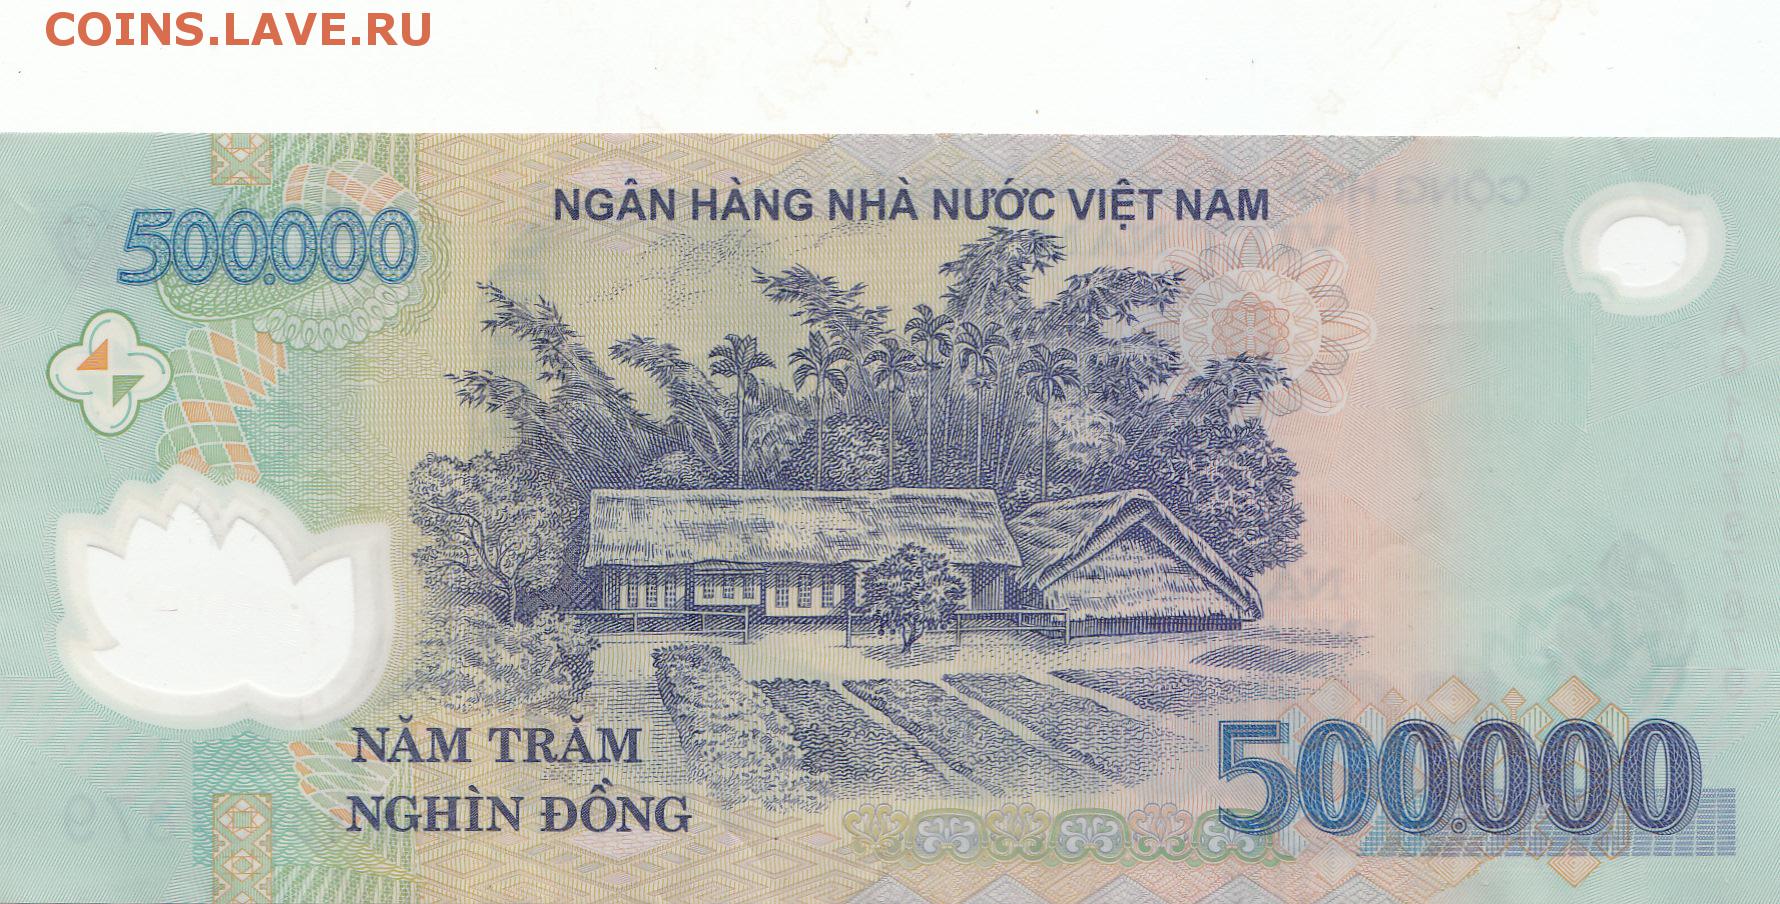 COINS.LAVE.RU
NGÂN HÀNG NHÀ NƯỚC VIỆT NAM
500.000
NĂM TRĂM
NGHÌN ĐỒNG
500.000